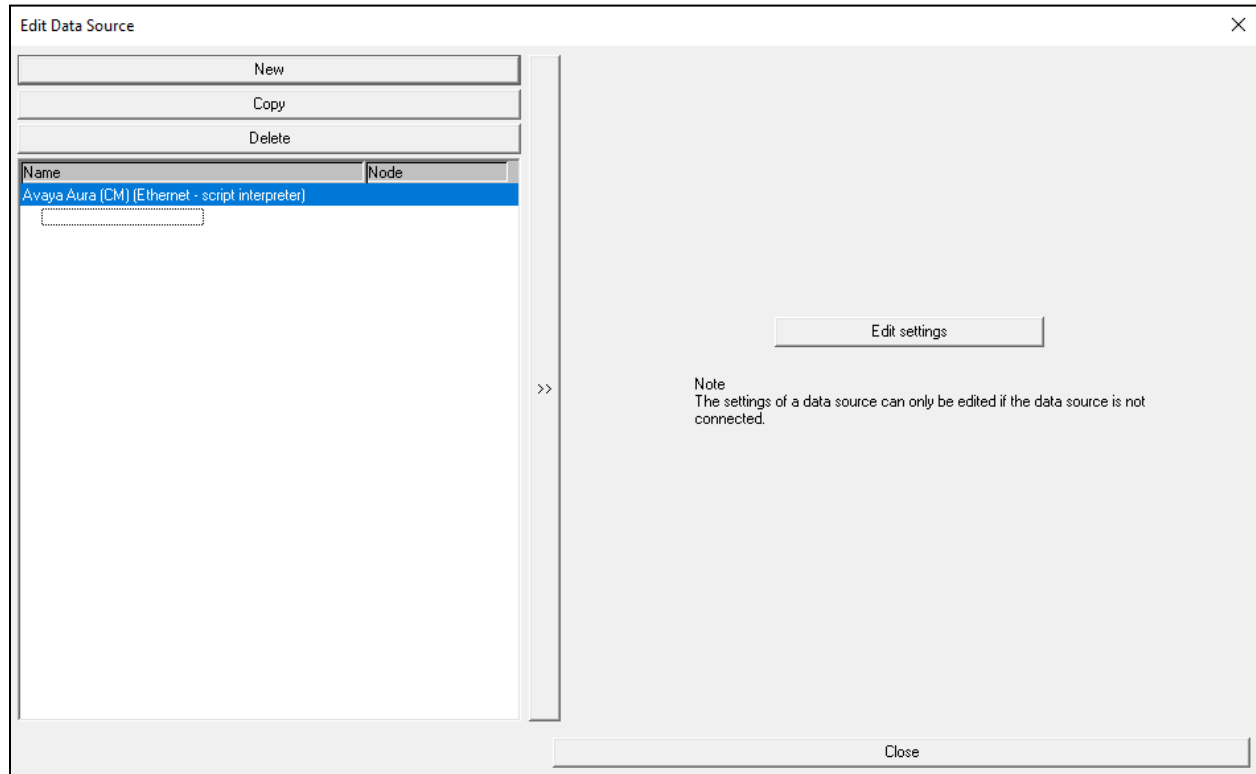 Edit Data Source
New
Copy
Delete
Name Node
Avaya Aura (CM) (Ethernet - script interpreter)
>>
Edit settings
Note
The settings of a data source can only be edited if the data source is not
connected.
Close